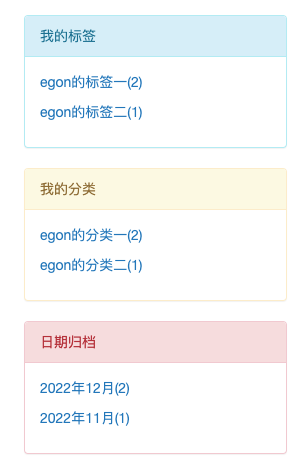 我的标签
egon的标签一(2)
egon的标签二(1)
我的分类
egon的分类一(2)
egon的分类二(1)
日期归档
2022年12月(2)
2022年11月(1)